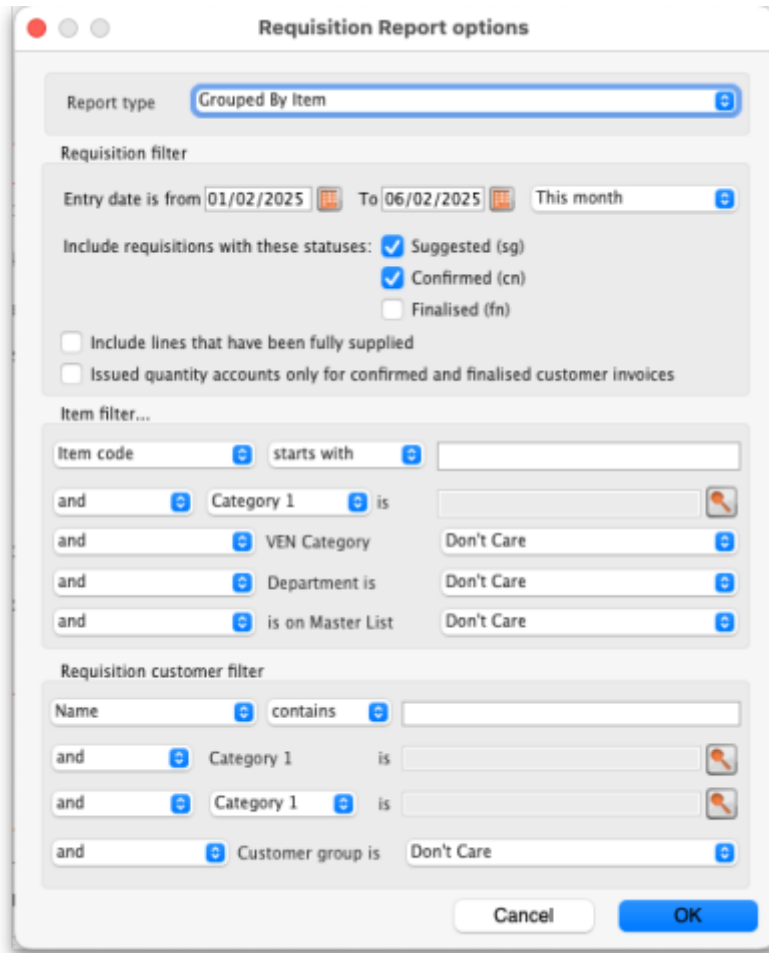 Requisition Report options
Report type Grouped By Item
Requisition filter
Entry date is from 01/02/2025 To 06/02/2025 This month
Include requisitions with these statuses: Suggested (sg)
Confirmed (cn)
Finalised (fn)
Include lines that have been fully supplied
Issued quantity accounts only for confirmed and finalised customer invoices
Item filter...
Item code starts with
and Category 1 is
and VEN Category Don't Care
and Department is Don't Care
and is on Master List Don't Care
Requisition customer filter
Name contains
and Category 1 is
and Category 1 is
and Customer group is Don't Care
Cancel OK